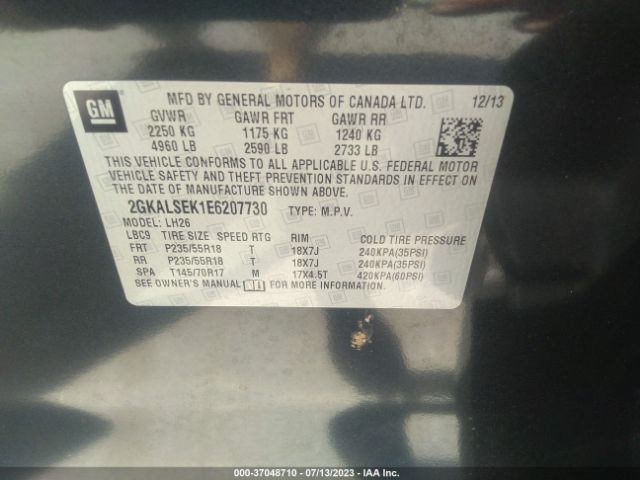 GM
MFD BY GENERAL MOTORS OF CANADA LTD. 12/13
GVWR GAWR FRT GAWR RR
2250 KG 1175 KG 1240 KG
4960 LB 2590 LB 2733 LB
THIS VEHICLE CONFORMS TO ALL APPLICABLE U.S. FEDERAL MOTOR
VEHICLE SAFETY AND THEFT PREVENTION STANDARDS IN EFFECT ON
DATE OF MANUFACTURE SHOWN ABOVE.
2GKALSEK1E6207730 TYPE: M.P.V.
MODEL: LH26
LBC9 TIRE SIZE SPEED RTG RIM COLD TIRE PRESSURE
FRT P235/55R18 T 18X7J 240KPA(35PSI)
RR P235/55R18 T 18X7J 240KPA(35PSI)
SPA T145/70R17 M 17X4.5T 420KPA(60PSI)
SEE OWNER'S MANUAL FOR MORE INFORMATION.
000-37048710 - 07/13/2023 - IAA Inc.